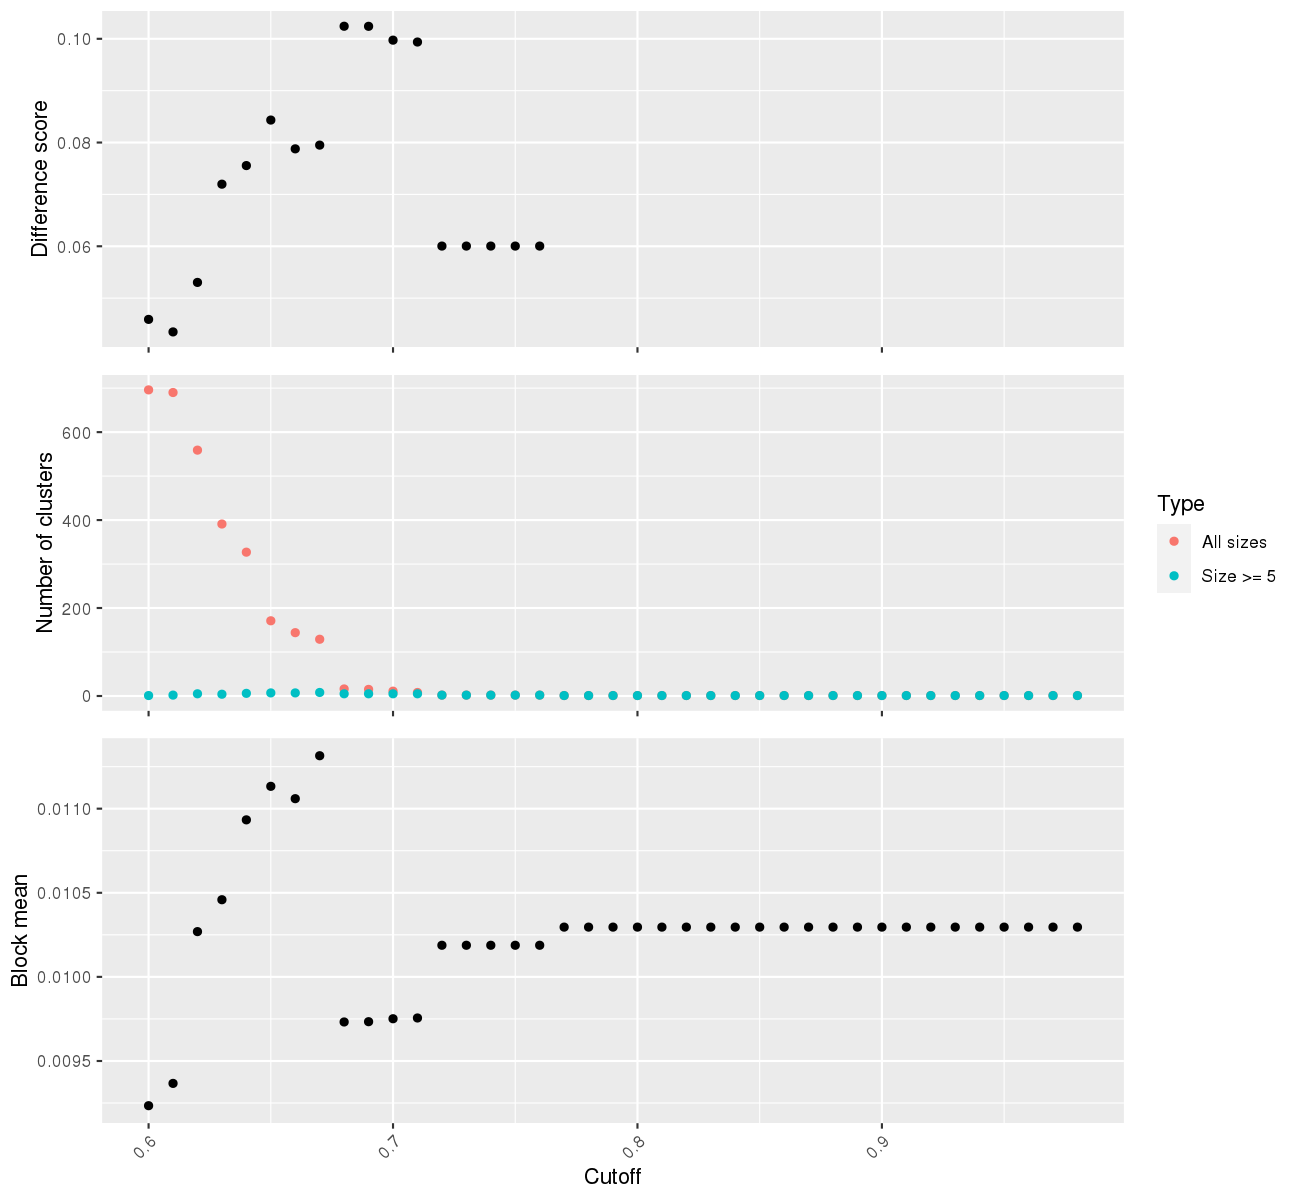 Difference score
0.10
0.08
0.06
Number of clusters
600
400
200
0
Type
All sizes
Size >= 5
Block mean
0.0110
0.0105
0.0100
0.0095
0.6
0.7
0.8
0.9
Cutoff